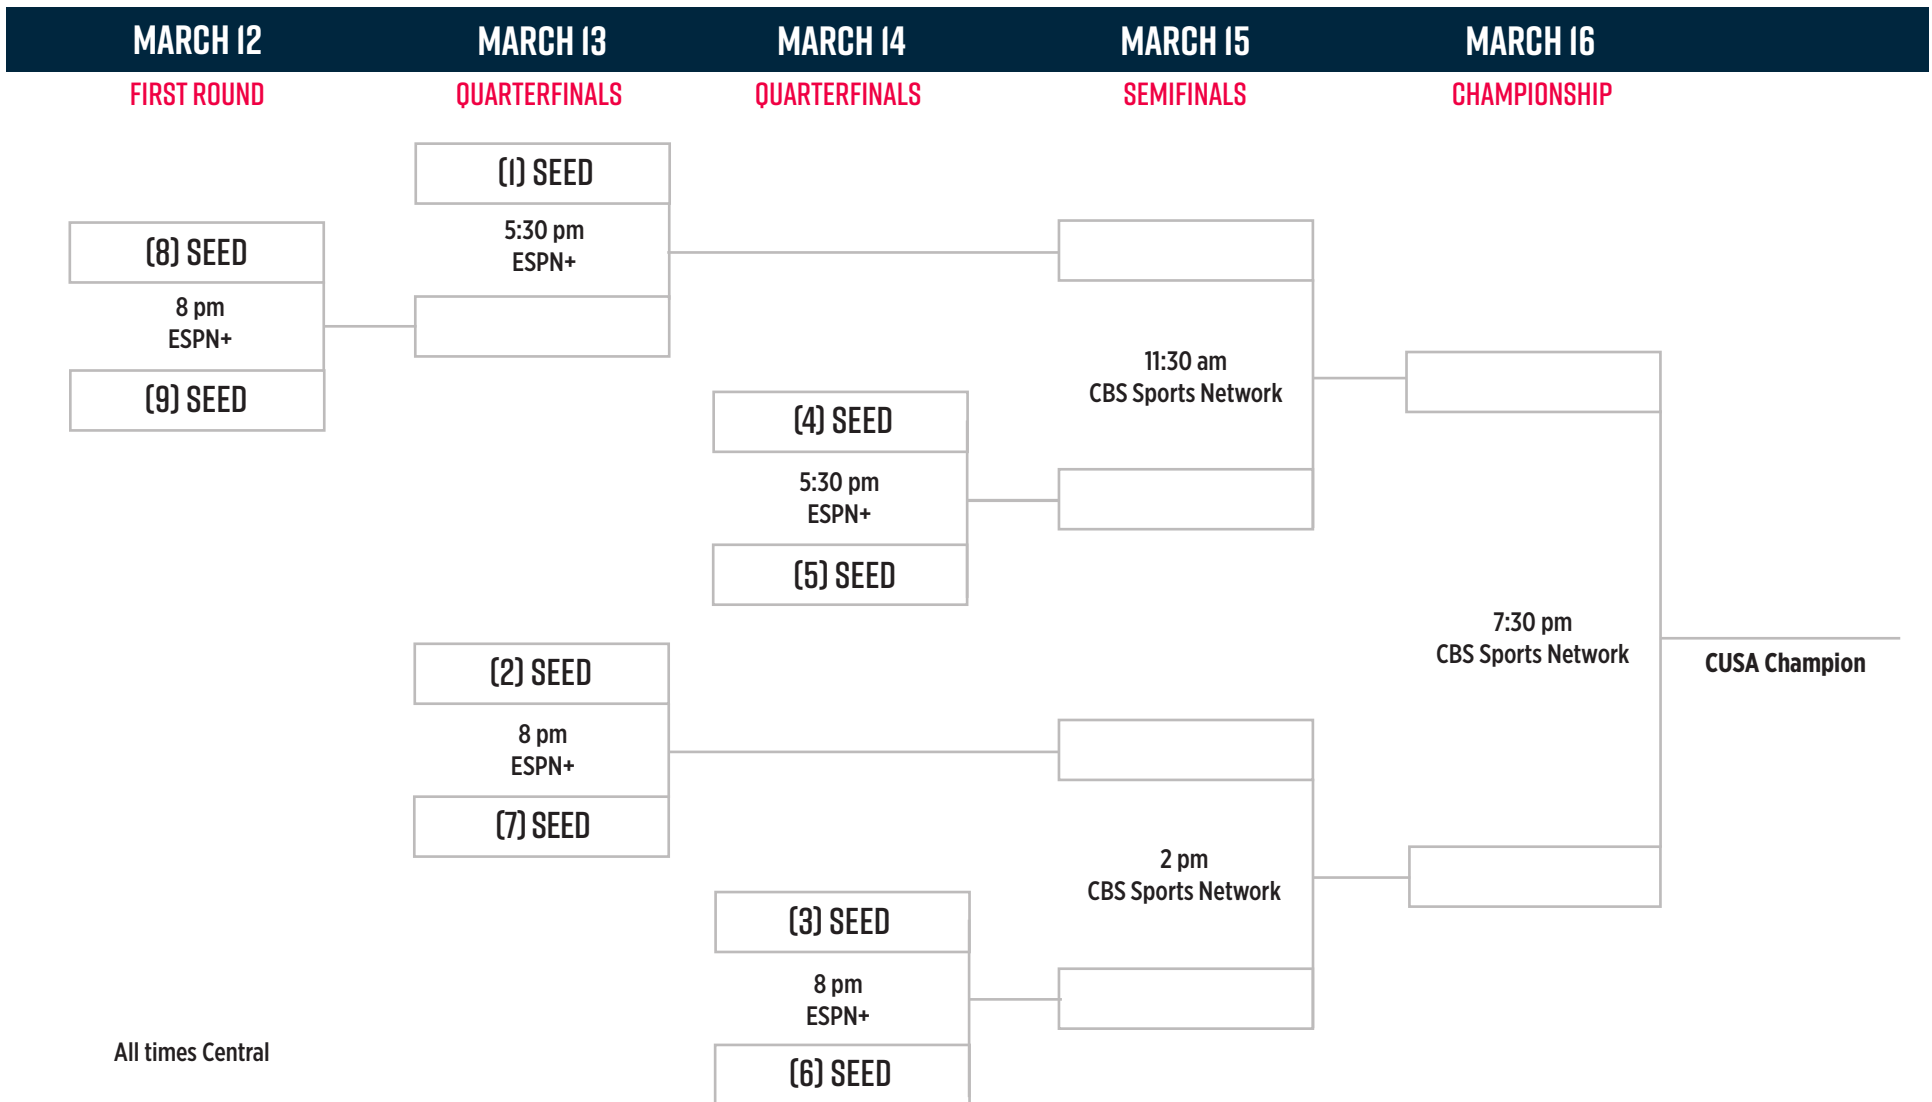 MARCH 12
MARCH 13
MARCH 14
MARCH 15
MARCH 16
FIRST ROUND
QUARTERFINALS
QUARTERFINALS
SEMIFINALS
CHAMPIONSHIP
(1) SEED
5:30 pm
ESPN+
(8) SEED
8 pm
ESPN+
(9) SEED
11:30 am
CBS Sports Network
(4) SEED
5:30 pm
ESPN+
(5) SEED
7:30 pm
CBS Sports Network
CUSA Champion
(2) SEED
8 pm
ESPN+
(7) SEED
2 pm
CBS Sports Network
(3) SEED
8 pm
ESPN+
(6) SEED
All times Central